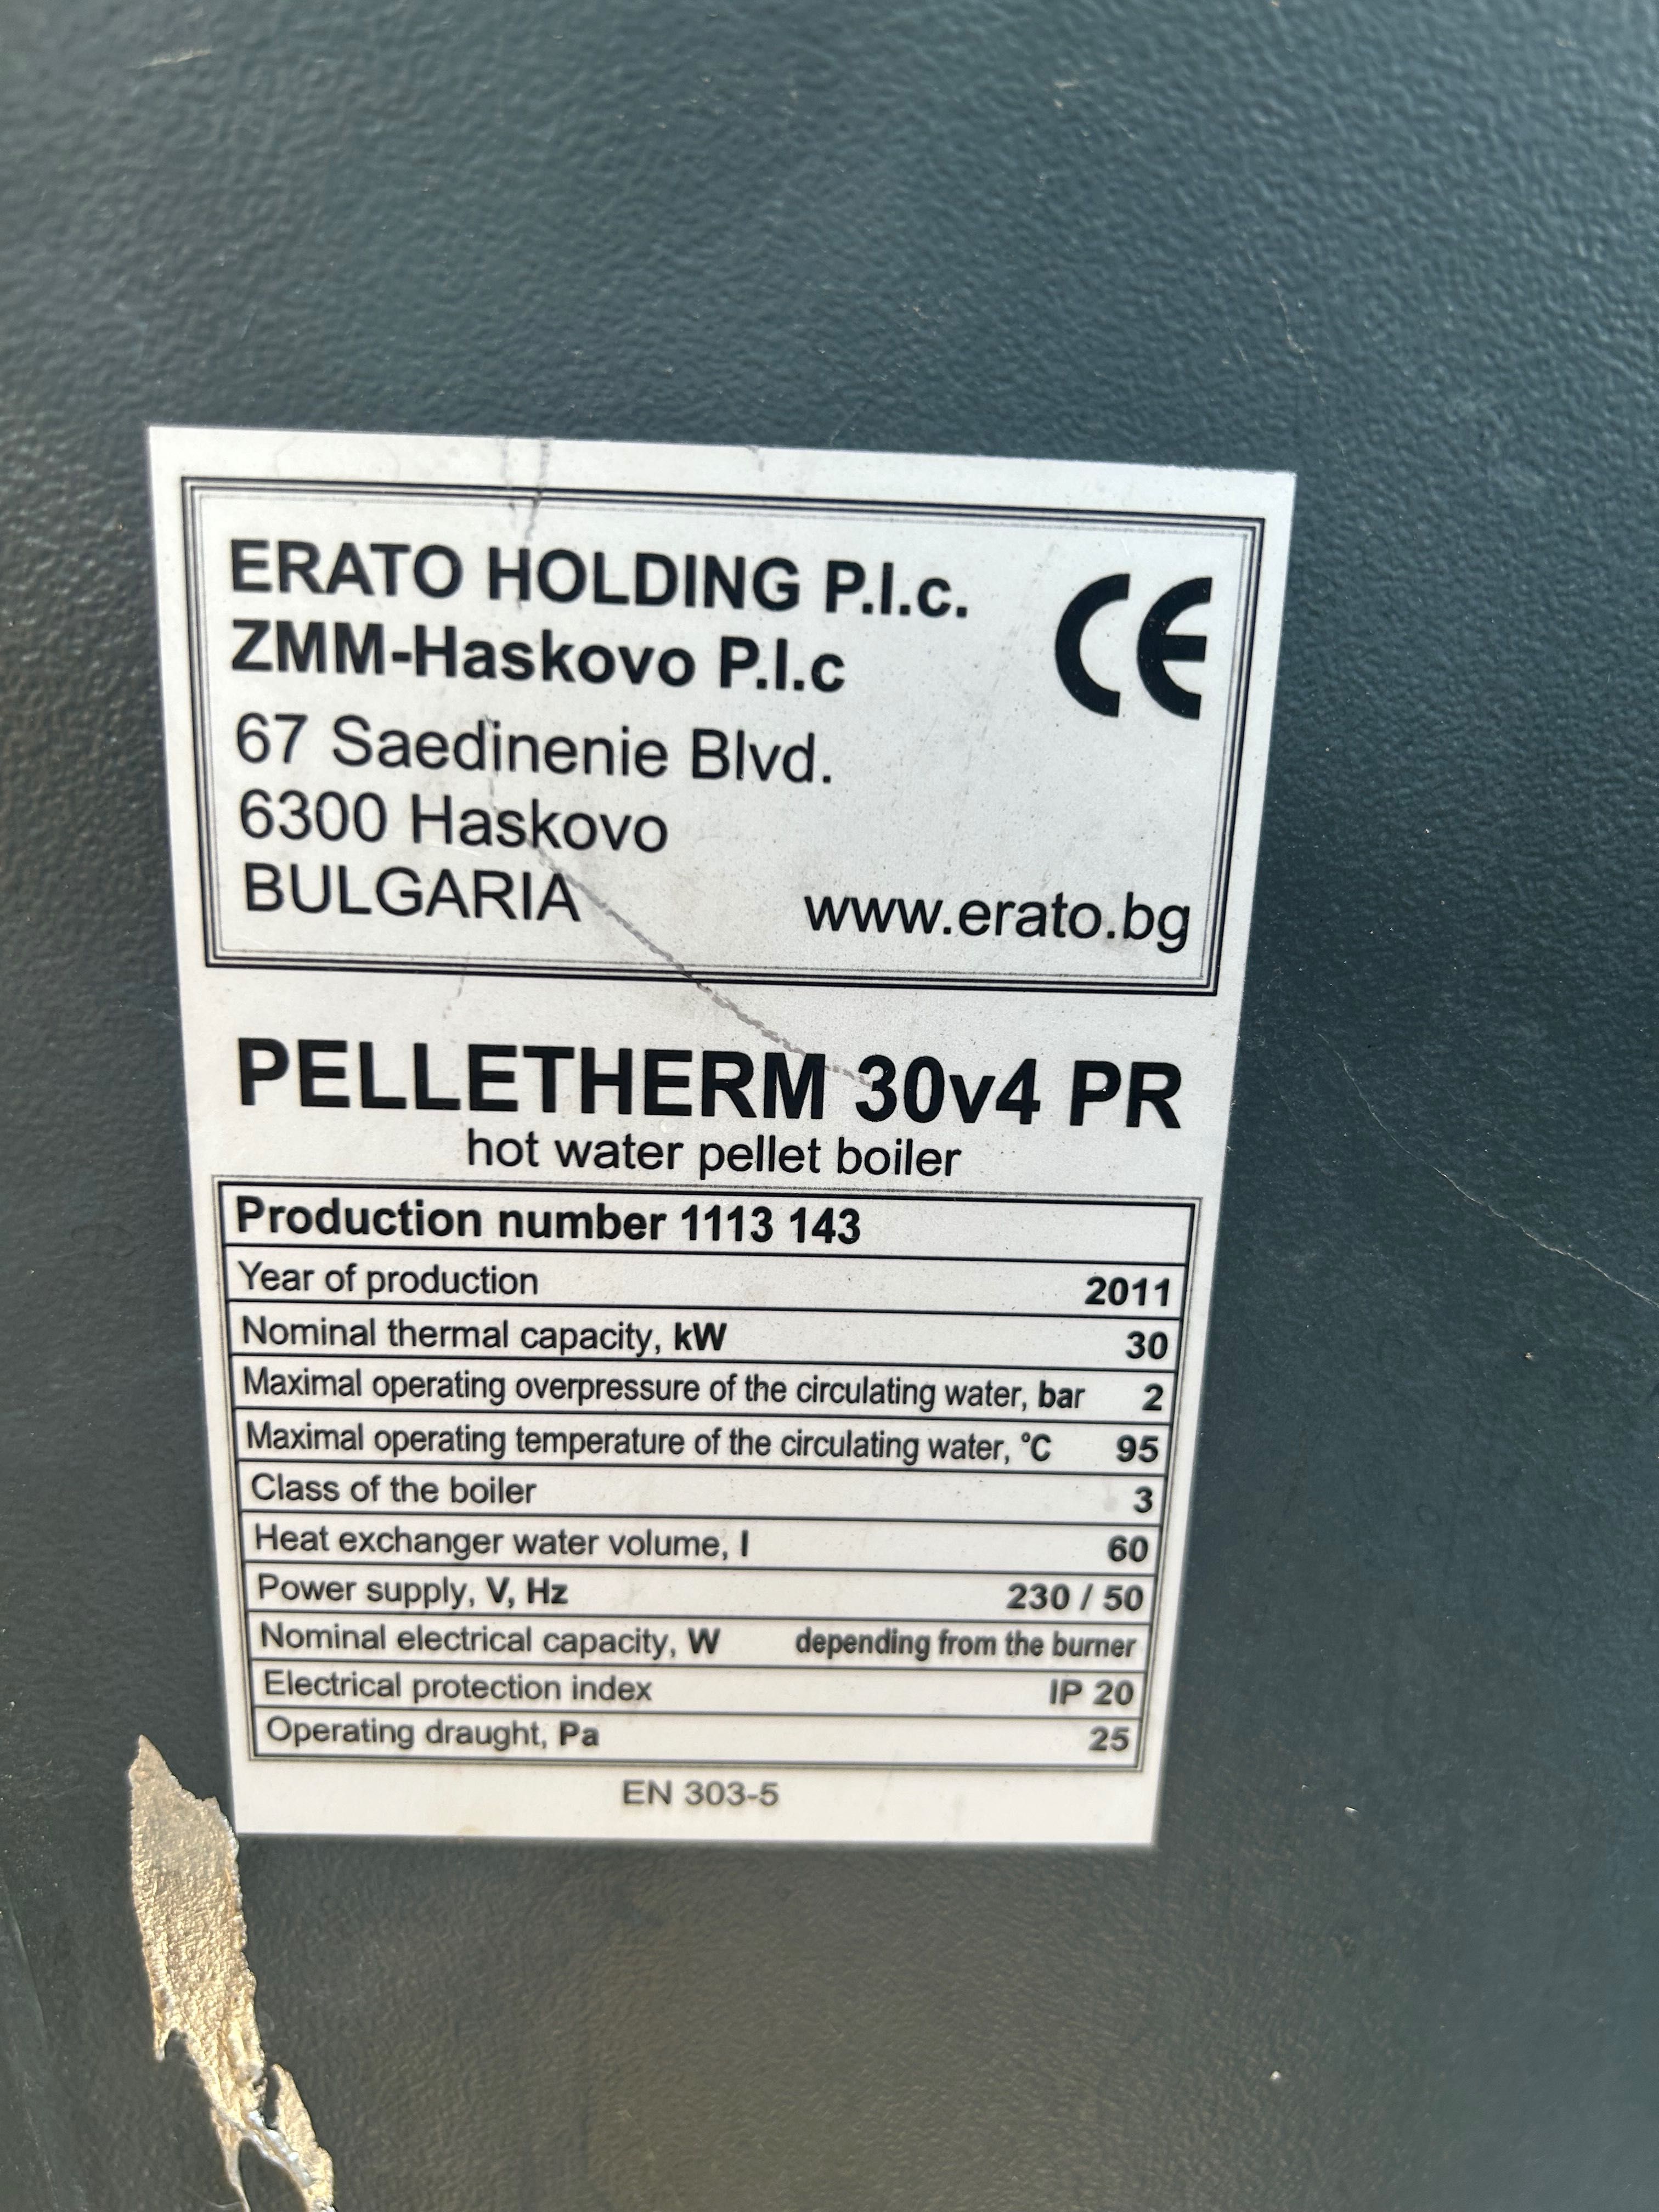 ERATO HOLDING P.l.c.
CE
ZMM-Haskovo P.l.c
67 Saedinenie Blvd.
6300 Haskovo
BULGARIA www.erato.bg
PELLETHERM 30v4 PR
hot water pellet boiler
Production number 1113 143
Year of production 2011
Nominal thermal capacity, kW 30
Maximal operating overpressure of the circulating water, bar 2
Maximal operating temperature of the circulating water, °C 95
Class of the boiler 3
Heat exchanger water volume, l 60
Power supply, V, Hz 230 / 50
Nominal electrical capacity, W depending from the burner
Electrical protection index IP 20
Operating draught, Pa 25
EN 303-5